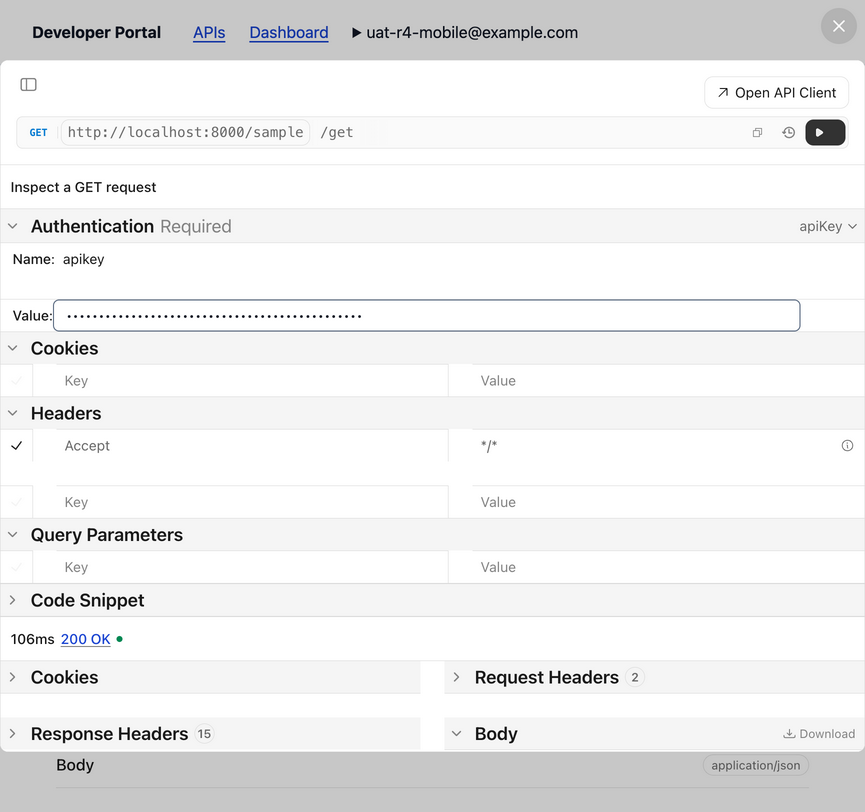 Developer Portal APIs Dashboard ▶ uat-r4-mobile@example.com
Open API Client
GET http://localhost:8000/sample /get
Inspect a GET request
Authentication Required apiKey
Name: apikey
Value: ••••••••••••••••••••••••••••••••••••••••••••••
Cookies
Key Value
Headers
Accept */*
Key Value
Query Parameters
Key Value
Code Snippet
106ms 200 OK
Cookies Request Headers 2
Response Headers 15 Body Download
Body application/json